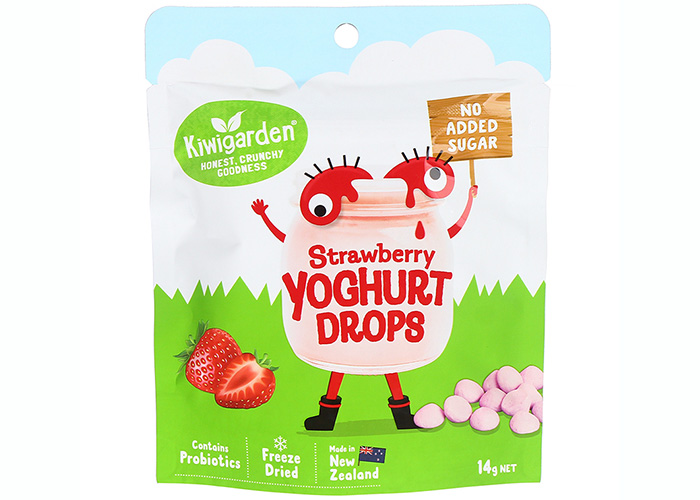 Kiwigarden®
HONEST, CRUNCHY
GOODNESS
NO
ADDED
SUGAR
Strawberry
YOGHURT
DROPS
Contains
Probiotics
Freeze
Dried
Made in
New
Zealand
14g NET